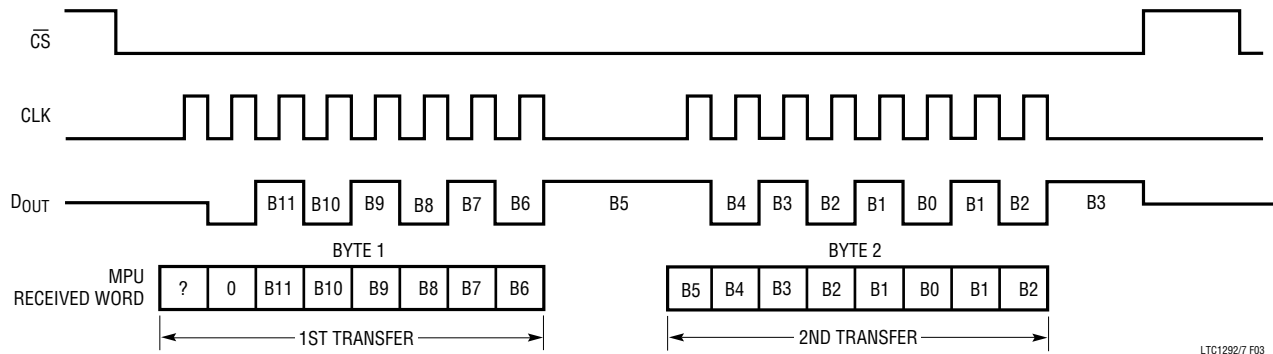 CS
CLK
DOUT B11 B10 B9 B8 B7 B6 B5 B4 B3 B2 B1 B0 B1 B2 B3
BYTE 1 BYTE 2
MPU
RECEIVED WORD
? 0 B11 B10 B9 B8 B7 B6 B5 B4 B3 B2 B1 B0 B1 B2
1ST TRANSFER 2ND TRANSFER
LTC1292/7 F03